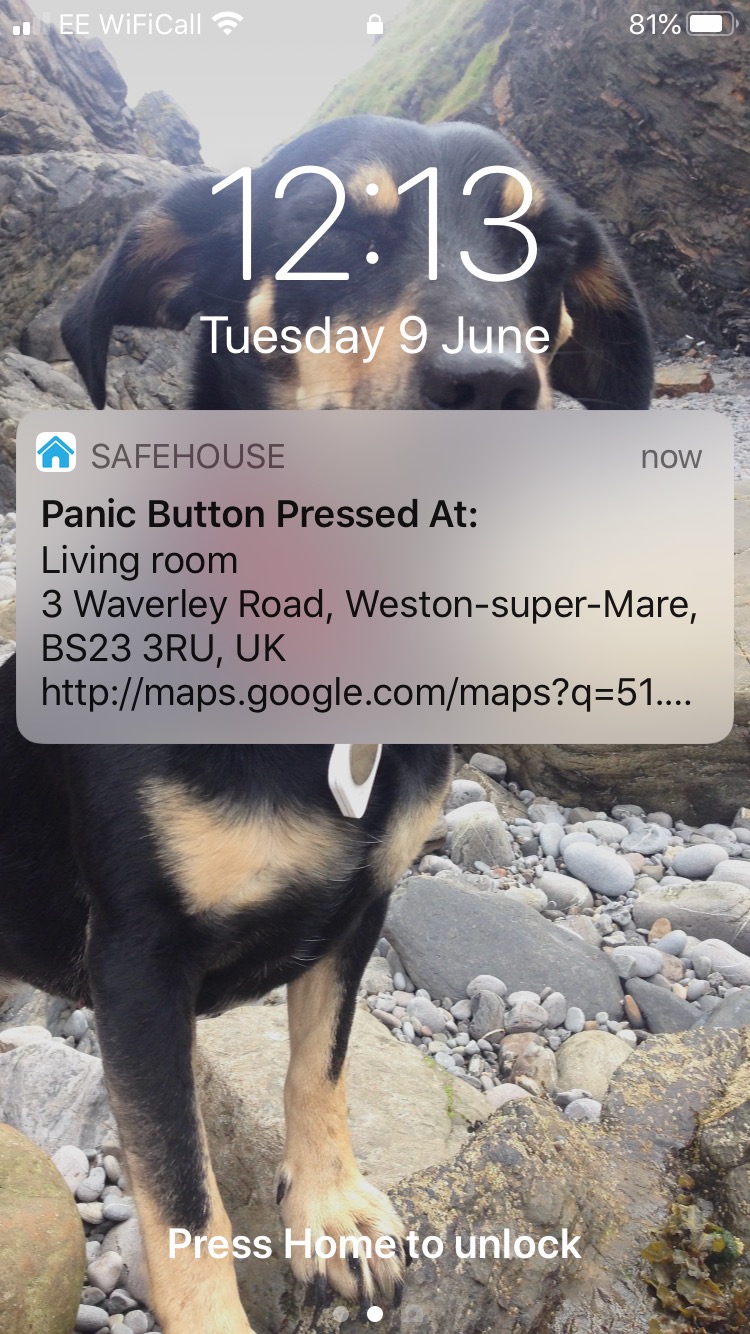 EE WiFiCall 81%
12:13
Tuesday 9 June
SAFEHOUSE now
Panic Button Pressed At:
Living room
3 Waverley Road, Weston-super-Mare,
BS23 3RU, UK
http://maps.google.com/maps?q=51....
Press Home to unlock